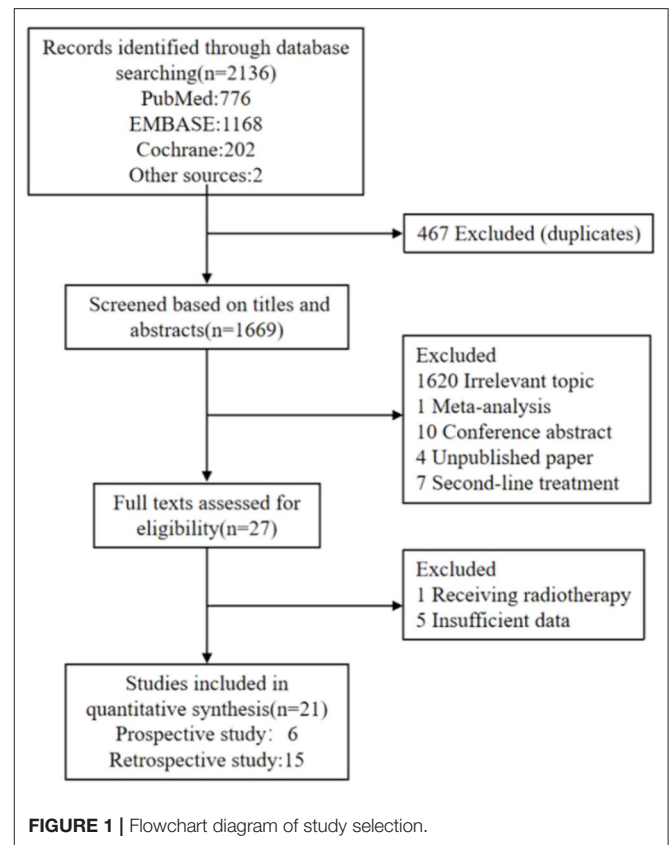 Records identified through database
searching(n=2136)
PubMed:776
EMBASE:1168
Cochrane:202
Other sources:2
467 Excluded (duplicates)
Screened based on titles and
abstracts(n=1669)
Excluded
1620 Irrelevant topic
1 Meta-analysis
10 Conference abstract
4 Unpublished paper
7 Second-line treatment
Full texts assessed for
eligibility(n=27)
Excluded
1 Receiving radiotherapy
5 Insufficient data
Studies included in
quantitative synthesis(n=21)
Prospective study: 6
Retrospective study:15
FIGURE 1 | Flowchart diagram of study selection.